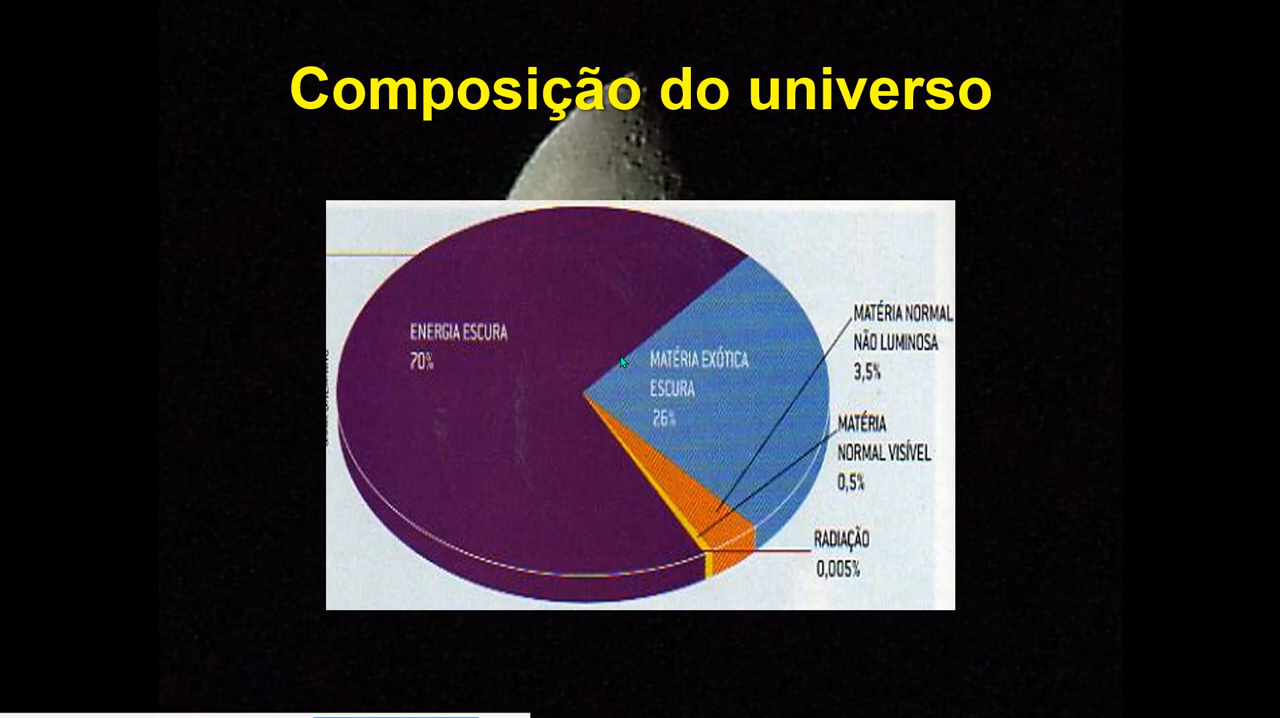 Composição do universo
ENERGIA ESCURA
70%
MATÉRIA EXÓTICA
ESCURA
26%
MATÉRIA NORMAL
NÃO LUMINOSA
3,5%
MATÉRIA
NORMAL VISÍVEL
0,5%
RADIAÇÃO
0,005%